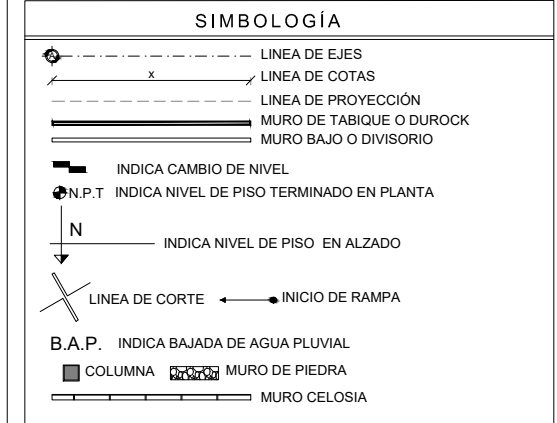 SIMBOLOGÍA
A LINEA DE EJES
x LINEA DE COTAS
LINEA DE PROYECCIÓN
MURO DE TABIQUE O DUROCK
MURO BAJO O DIVISORIO
INDICA CAMBIO DE NIVEL
N.P.T INDICA NIVEL DE PISO TERMINADO EN PLANTA
N
INDICA NIVEL DE PISO EN ALZADO
LINEA DE CORTE INICIO DE RAMPA
B.A.P. INDICA BAJADA DE AGUA PLUVIAL
COLUMNA MURO DE PIEDRA
MURO CELOSIA